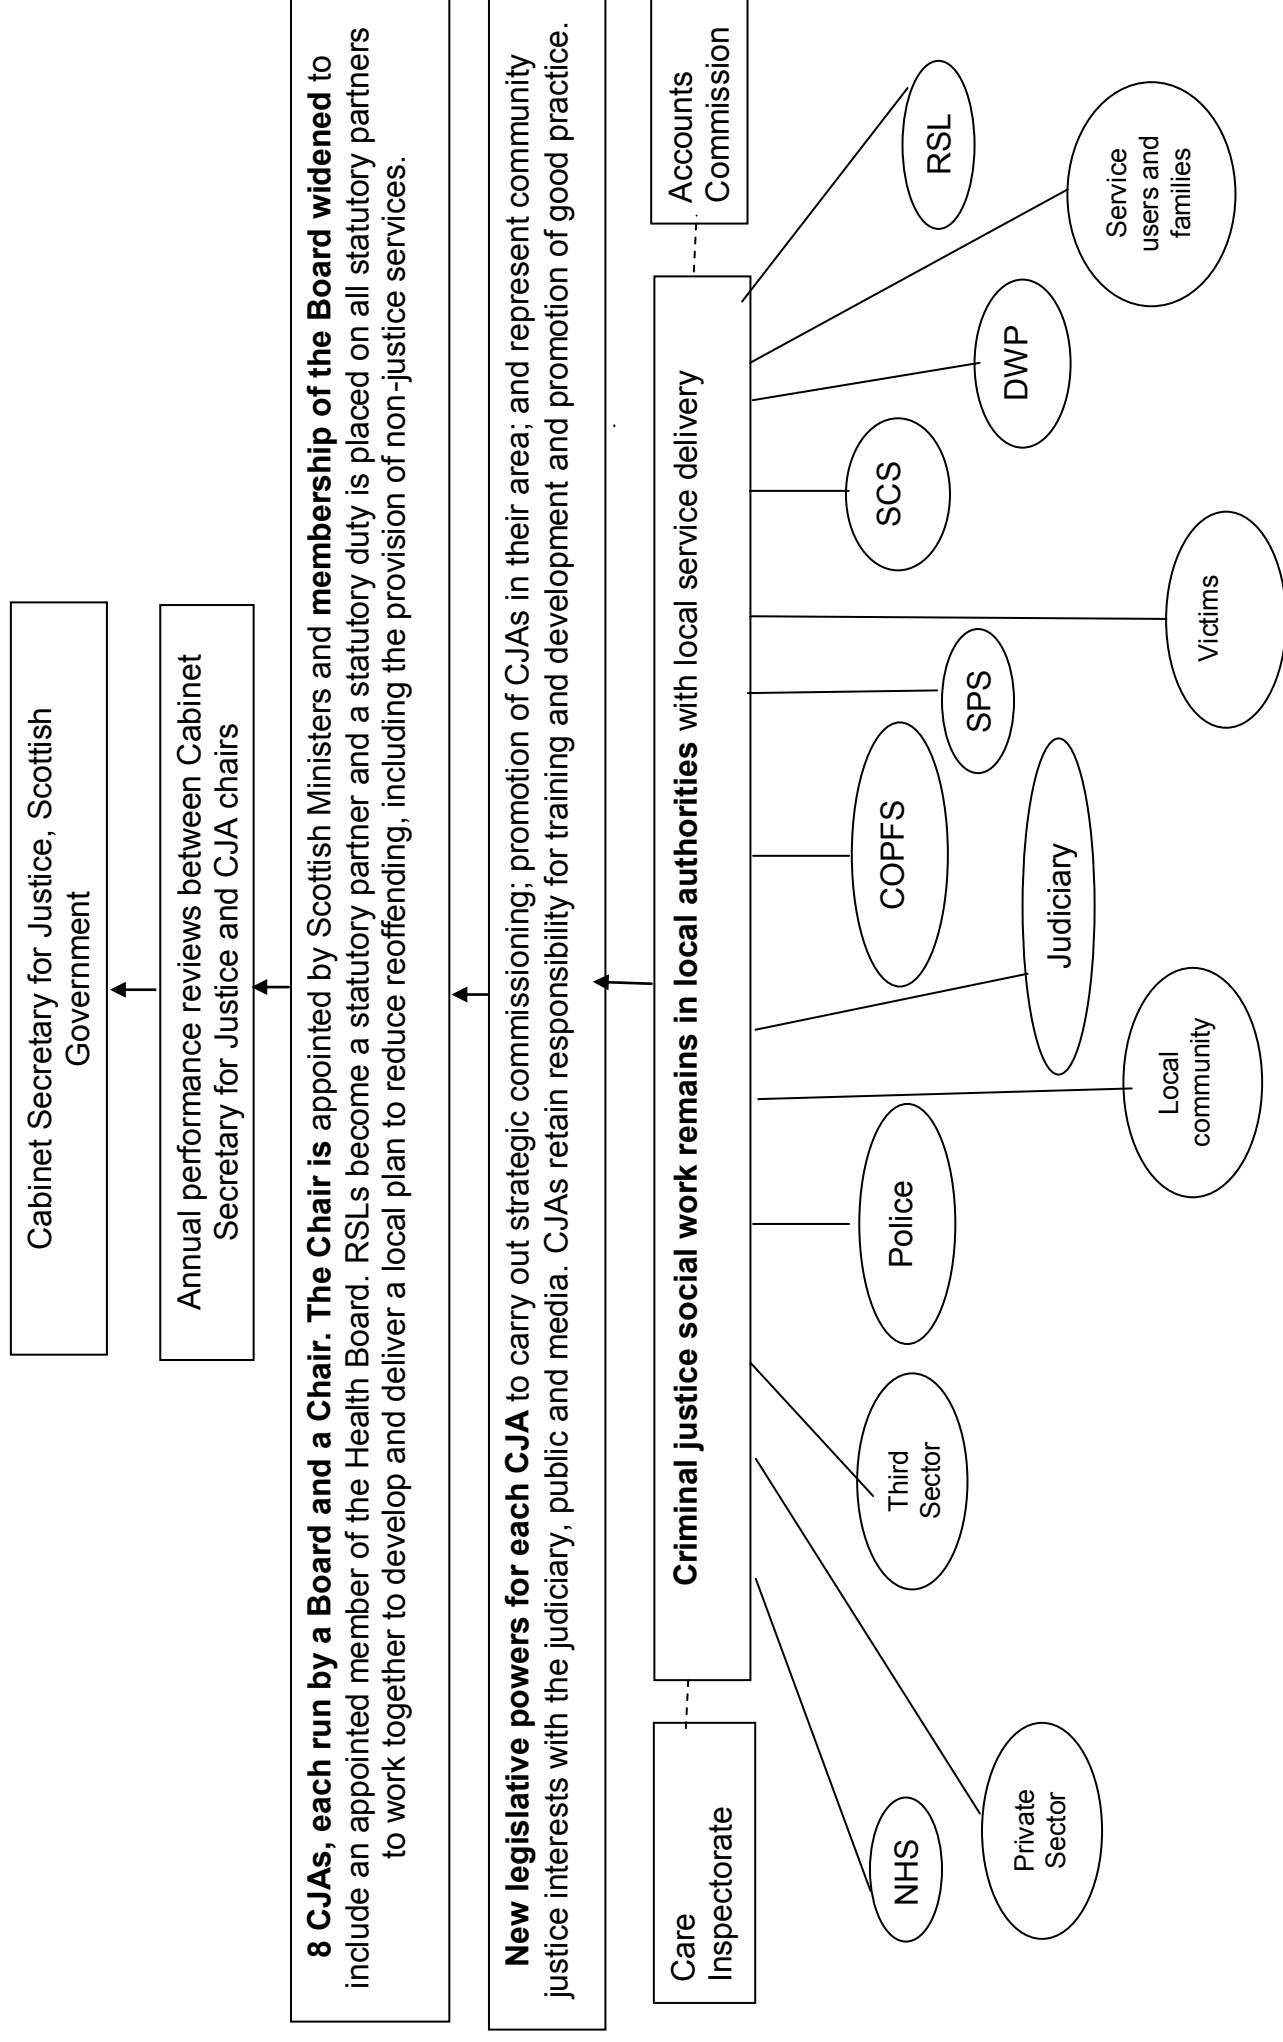 Cabinet Secretary for Justice, Scottish
Government
Annual performance reviews between Cabinet
Secretary for Justice and CJA chairs
8 CJAs, each run by a Board and a Chair. The Chair is appointed by Scottish Ministers and membership of the Board widened to
include an appointed member of the Health Board. RSLs become a statutory partner and a statutory duty is placed on all statutory partners
to work together to develop and deliver a local plan to reduce reoffending, including the provision of non-justice services.
New legislative powers for each CJA to carry out strategic commissioning; promotion of CJAs in their area; and represent community
justice interests with the judiciary, public and media. CJAs retain responsibility for training and development and promotion of good practice.
Care
Inspectorate
Criminal justice social work remains in local authorities with local service delivery
Accounts
Commission
NHS
Private
Sector
Third
Sector
Police
Local
community
Judiciary
COPFS
SPS
Victims
SCS
DWP
Service
users and
families
RSL